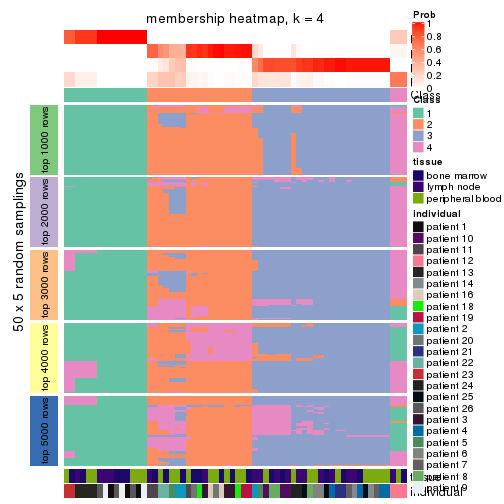 membership heatmap, k = 4
50 x 5 random samplings
top 1000 rows
top 2000 rows
top 3000 rows
top 4000 rows
top 5000 rows
Prob
1
0.8
0.6
0.4
0.2
0
Class
Class
1
2
3
4
tissue
bone marrow
lymph node
peripheral blood
individual
patient 1
patient 10
patient 11
patient 12
patient 13
patient 14
patient 16
patient 18
patient 19
patient 2
patient 20
patient 21
patient 22
patient 23
patient 24
patient 25
patient 26
patient 3
patient 4
patient 5
patient 6
patient 7
patient 8
patient 9
tissue
individual